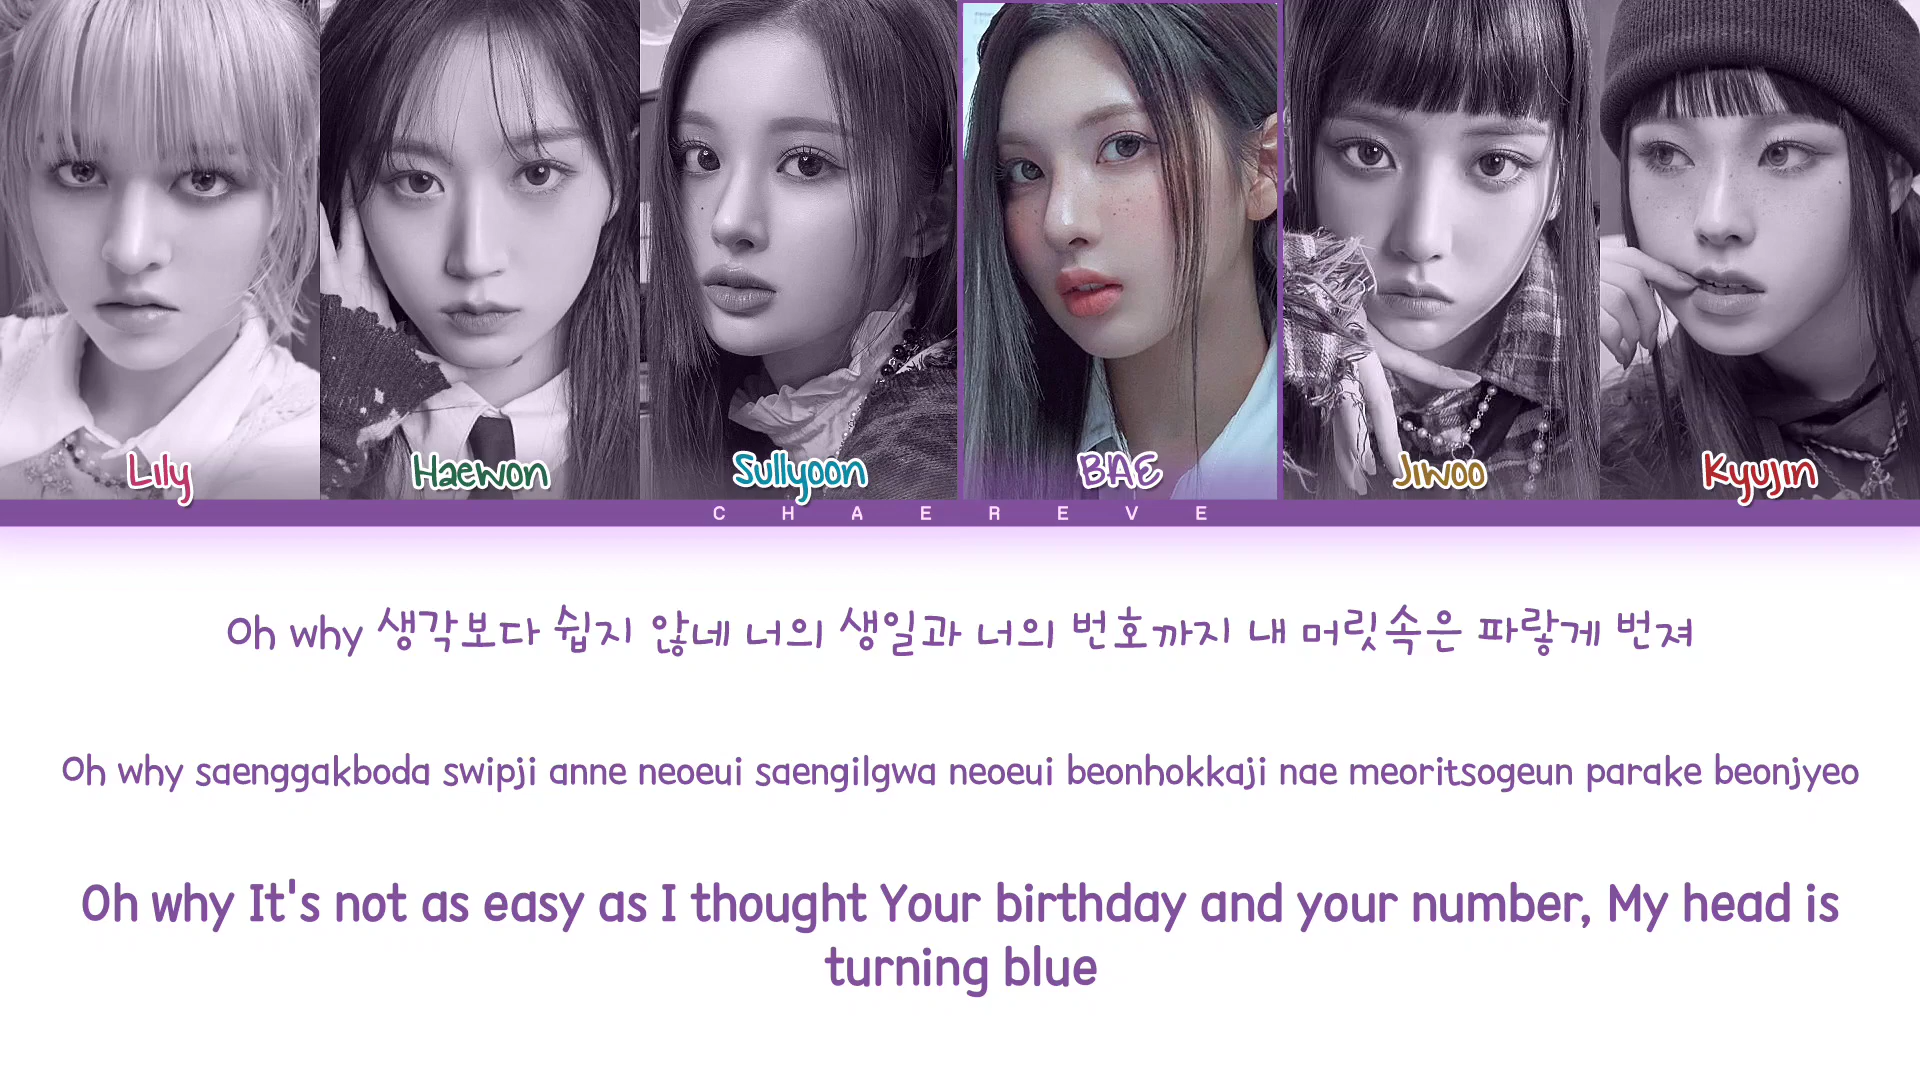 Lily Haewon Sullyoon BAE Jiwoo Kyujin
CHAEREVE
Oh why 생각보다 쉽지 않네 너의 생일과 너의 번호까지 내 머릿속은 파랗게 번져
Oh why saenggakboda swipji anne neoeui saengilgwa neoeui beonhokkaji nae meoritsogeun parake beonjyeo
Oh why It's not as easy as I thought Your birthday and your number, My head is
turning blue